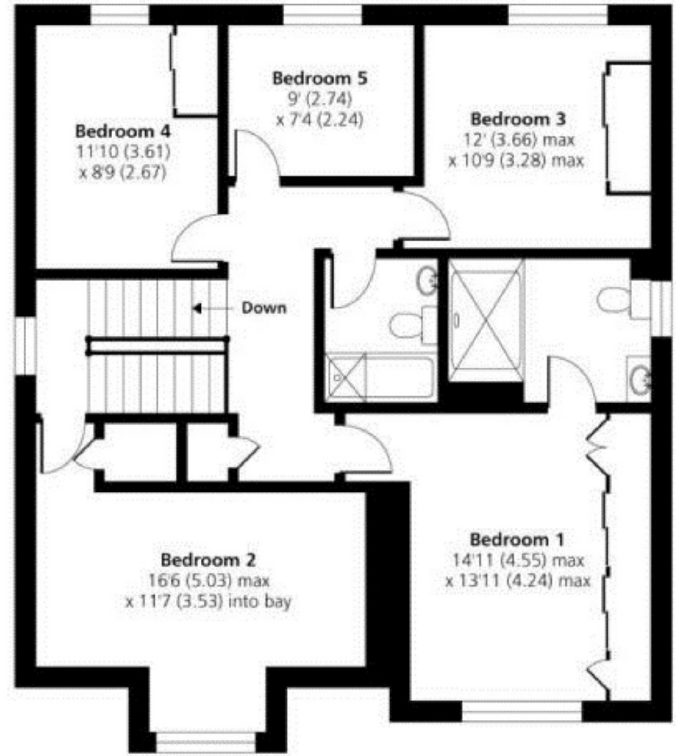 Bedroom 5
9' (2.74)
x 7'4 (2.24)
Bedroom 4
11'10 (3.61)
x 8'9 (2.67)
Bedroom 3
12' (3.66) max
x 10'9 (3.28) max
Down
Bedroom 1
14'11 (4.55) max
x 13'11 (4.24) max
Bedroom 2
16'6 (5.03) max
x 11'7 (3.53) into bay